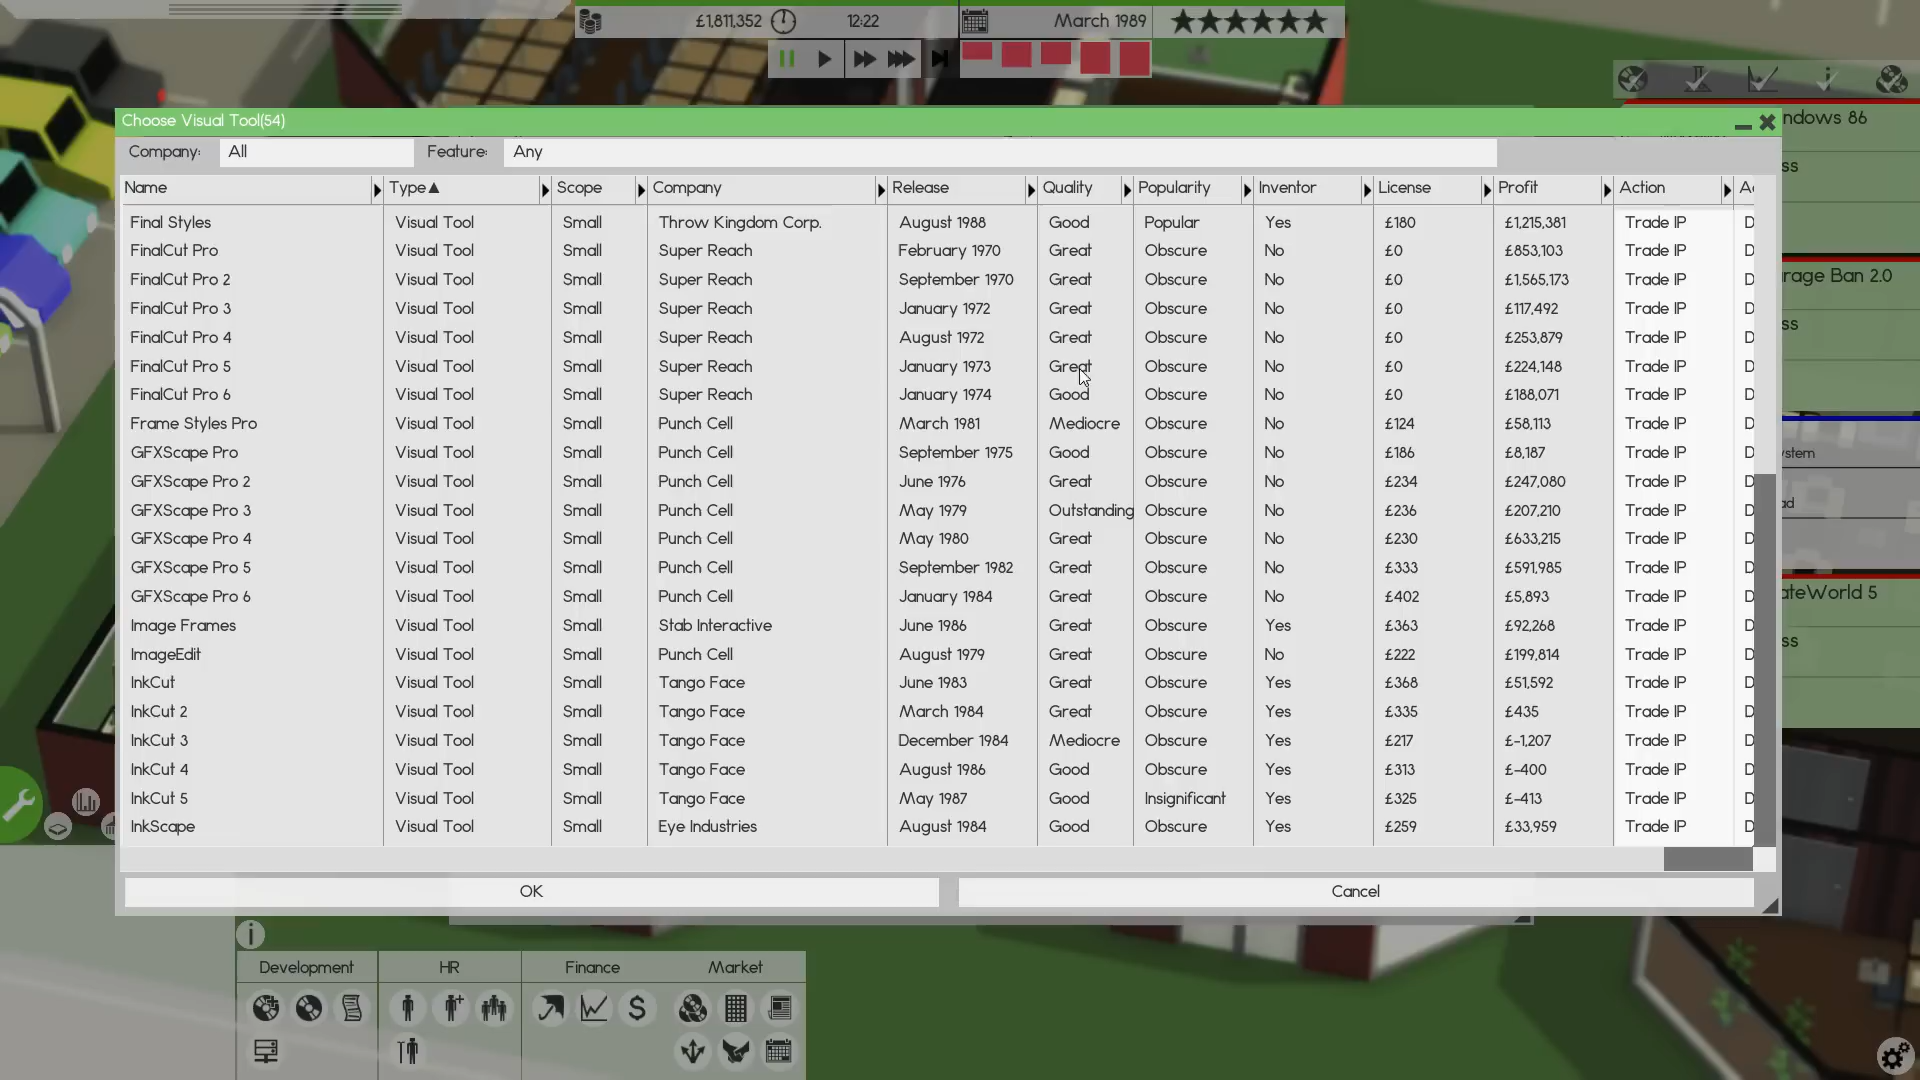 £1,811,352 12:22 March 1989
Choose Visual Tool(54)
Company: All Feature: Any
Name Type▲ Scope Company Release Quality Popularity Inventor License Profit Action
Final Styles Visual Tool Small Throw Kingdom Corp. August 1988 Good Popular Yes £180 £1,215,381 Trade IP D
FinalCut Pro Visual Tool Small Super Reach February 1970 Great Obscure No £0 £853,103 Trade IP D
FinalCut Pro 2 Visual Tool Small Super Reach September 1970 Great Obscure No £0 £1,565,173 Trade IP D
FinalCut Pro 3 Visual Tool Small Super Reach January 1972 Great Obscure No £0 £117,492 Trade IP D
FinalCut Pro 4 Visual Tool Small Super Reach August 1972 Great Obscure No £0 £253,879 Trade IP D
FinalCut Pro 5 Visual Tool Small Super Reach January 1973 Great Obscure No £0 £224,148 Trade IP D
FinalCut Pro 6 Visual Tool Small Super Reach January 1974 Good Obscure No £0 £188,071 Trade IP D
Frame Styles Pro Visual Tool Small Punch Cell March 1981 Mediocre Obscure No £124 £58,113 Trade IP D
GFXScape Pro Visual Tool Small Punch Cell September 1975 Good Obscure No £186 £8,187 Trade IP D
GFXScape Pro 2 Visual Tool Small Punch Cell June 1976 Great Obscure No £234 £247,080 Trade IP D
GFXScape Pro 3 Visual Tool Small Punch Cell May 1979 Outstanding Obscure No £236 £207,210 Trade IP D
GFXScape Pro 4 Visual Tool Small Punch Cell May 1980 Great Obscure No £230 £633,215 Trade IP D
GFXScape Pro 5 Visual Tool Small Punch Cell September 1982 Great Obscure No £333 £591,985 Trade IP D
GFXScape Pro 6 Visual Tool Small Punch Cell January 1984 Great Obscure No £402 £5,893 Trade IP D
Image Frames Visual Tool Small Stab Interactive June 1986 Great Obscure Yes £363 £92,268 Trade IP D
ImageEdit Visual Tool Small Punch Cell August 1979 Great Obscure No £222 £199,814 Trade IP D
InkCut Visual Tool Small Tango Face June 1983 Great Obscure Yes £368 £51,592 Trade IP D
InkCut 2 Visual Tool Small Tango Face March 1984 Great Obscure Yes £335 £435 Trade IP D
InkCut 3 Visual Tool Small Tango Face December 1984 Mediocre Obscure Yes £217 £-1,207 Trade IP D
InkCut 4 Visual Tool Small Tango Face August 1986 Good Obscure Yes £313 £-400 Trade IP D
InkCut 5 Visual Tool Small Tango Face May 1987 Good Insignificant Yes £325 £-413 Trade IP D
InkScape Visual Tool Small Eye Industries August 1984 Good Obscure Yes £259 £33,959 Trade IP D
OK Cancel
ndows 86
ss
rage Ban 2.0
ss
ystem
ad
ateWorld 5
ss
Development HR Finance Market